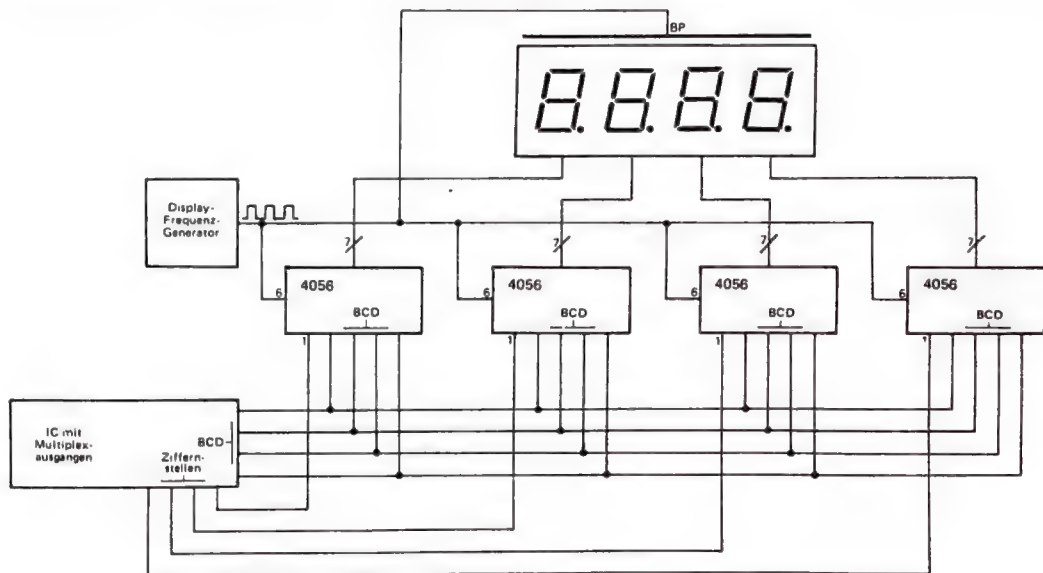 BP
Display-
Frequenz-
Generator
7
7
7
7
6
4056
BCD
1
6
4056
BCD
1
6
4056
BCD
1
6
4056
BCD
1
IC mit
Multiplex-
ausgängen
BCD
Ziffern-
stellen